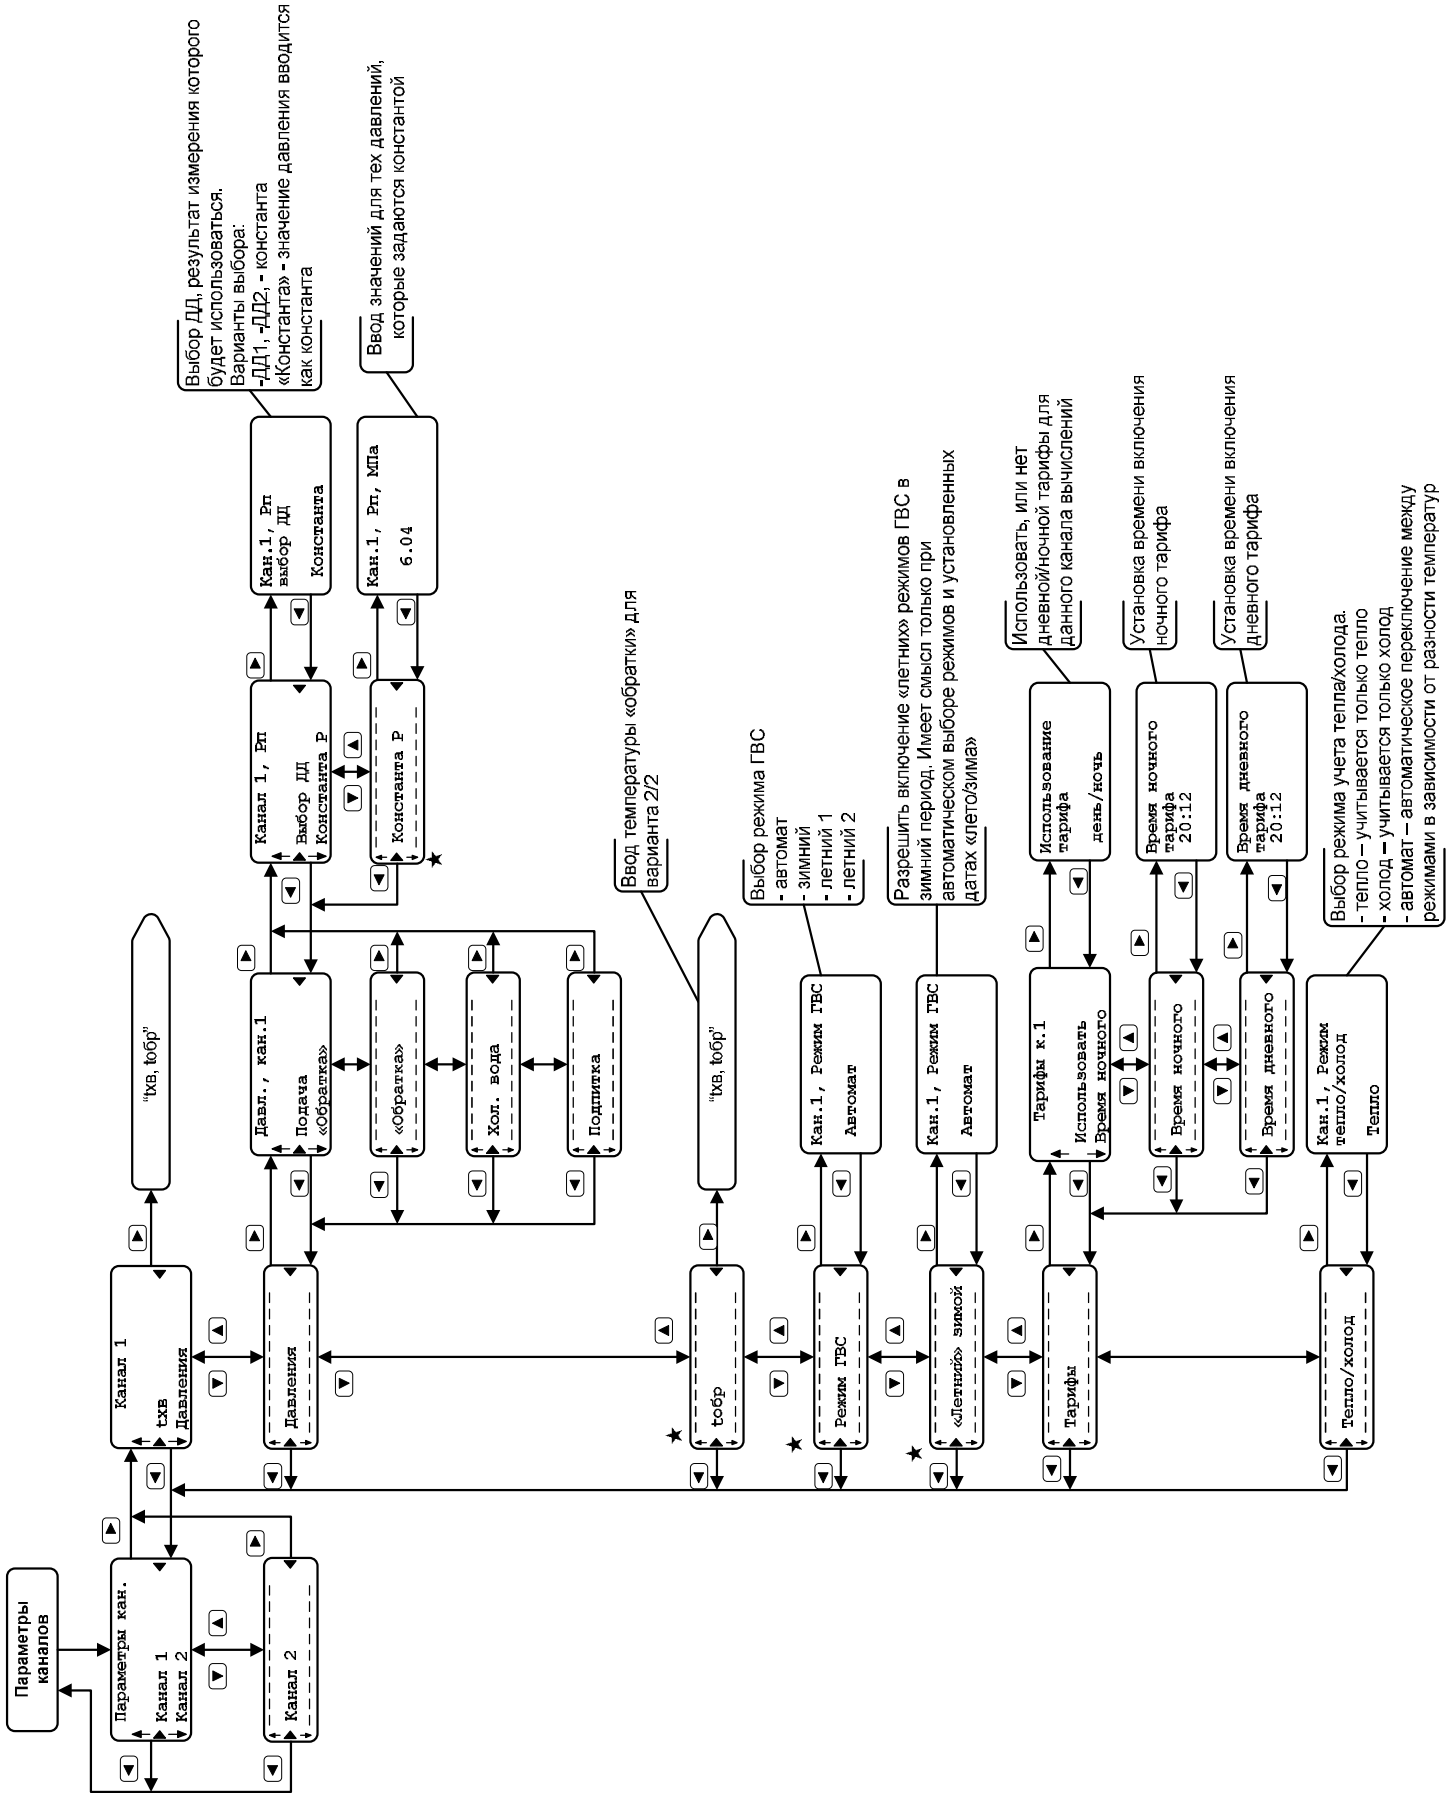 Параметры
каналов
Параметры кан.
Канал 1
Канал 2
Канал 2
Канал 1
tхв
Давления
"tхв, tобр"
Давления
Давл., кан.1
Подача
«Обратка»
«Обратка»
Хол. вода
Подпитка
Канал 1, Рп
Выбор ДД
Константа Р
Константа Р
★
Кан.1, Рп
выбор ДД
Константа
Кан.1, Рп, МПа
6.04
Выбор ДД, результат измерения которого
будет использоваться.
Варианты выбора:
-ДД1, -ДД2, - константа
«Константа» - значение давления вводится
как константа
Ввод значений для тех давлений,
которые задаются константой
★
tобр
"tхв, tобр"
Ввод температуры «обратки» для
варианта 2/2
★
Режим ГВС
Кан.1, Режим ГВС
Автомат
Выбор режима ГВС
- автомат
- зимний
- летний 1
- летний 2
★
«Летний» зимой
Кан.1, Режим ГВС
Автомат
Разрешить включение «летних» режимов ГВС в
зимний период. Имеет смысл только при
автоматическом выборе режимов и установленных
датах «лето/зима»
Тарифы
Тарифы к.1
Использовать
Время ночного
Время ночного
Время дневного
Использование
тарифа
день/ночь
Использовать, или нет
дневной/ночной тарифы для
данного канала вычислений
Время ночного
тарифа
20:12
Установка времени включения
ночного тарифа
Время дневного
тарифа
20:12
Установка времени включения
дневного тарифа
Тепло/холод
Кан.1, Режим
тепло/холод
Тепло
Выбор режима учета тепла/холода.
- тепло – учитывается только тепло
- холод – учитывается только холод
- автомат – автоматическое переключение между
режимами в зависимости от разности температур